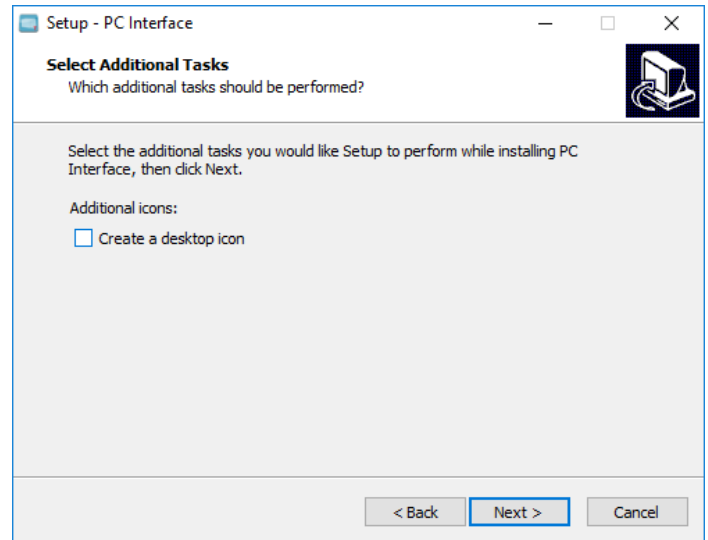 Setup - PC Interface
Select Additional Tasks
Which additional tasks should be performed?
Select the additional tasks you would like Setup to perform while installing PC
Interface, then click Next.
Additional icons:
Create a desktop icon
< Back
Next >
Cancel